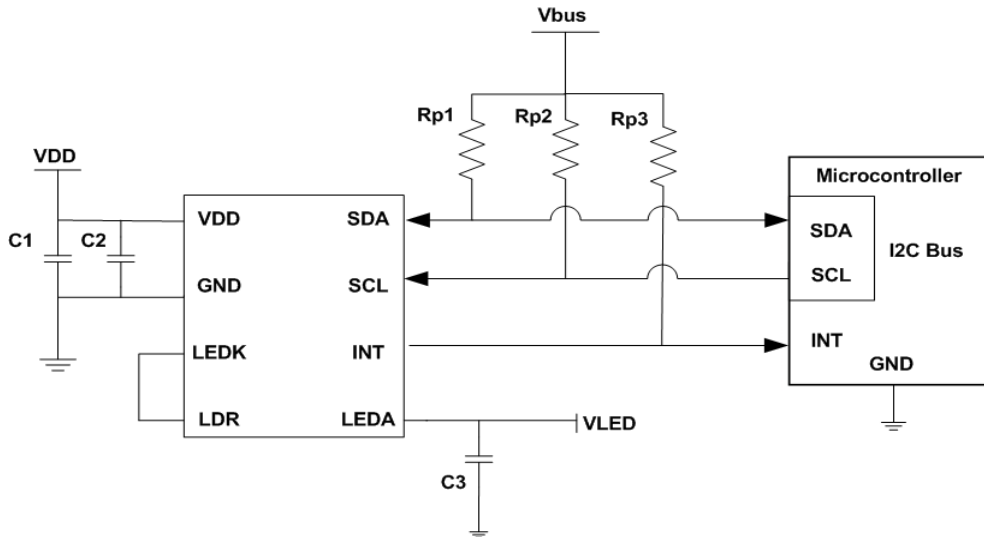 Vbus
Rp1 Rp2 Rp3
VDD
Microcontroller
C1 C2
VDD SDA
SDA
I2C Bus
GND SCL
SCL
LEDK INT
INT
GND
LDR LEDA
VLED
C3